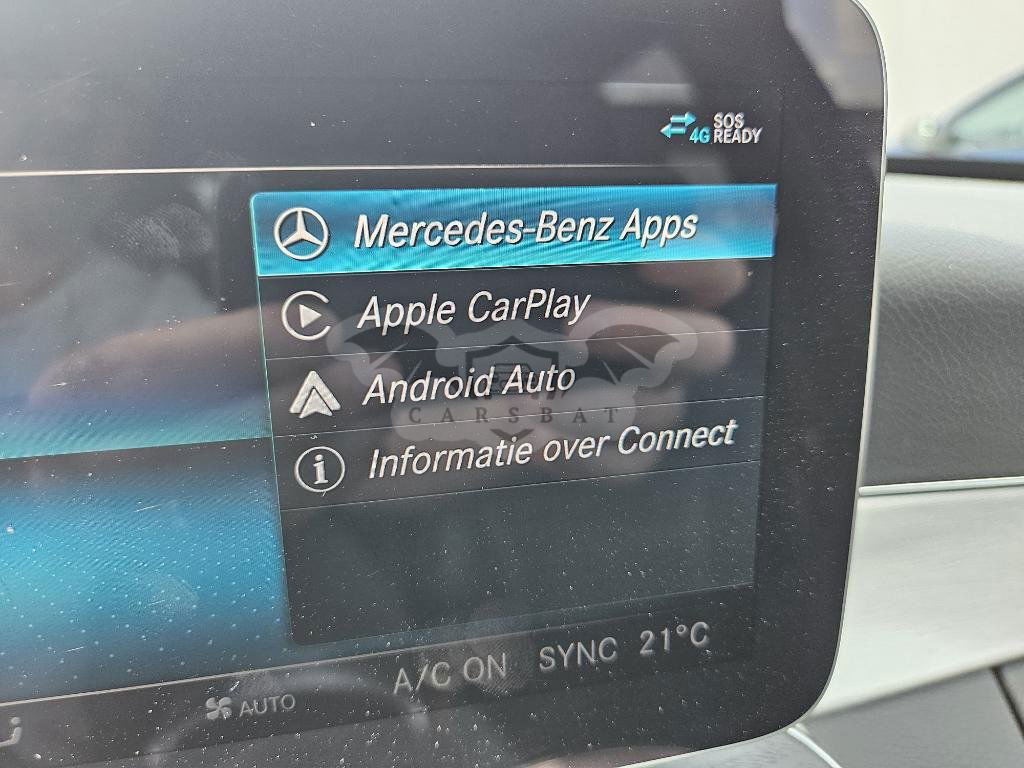 SOS
4G READY
Mercedes-Benz Apps
Apple CarPlay
Android Auto
CARSBAT
Informatie over Connect
A/C ON SYNC 21°C
AUTO